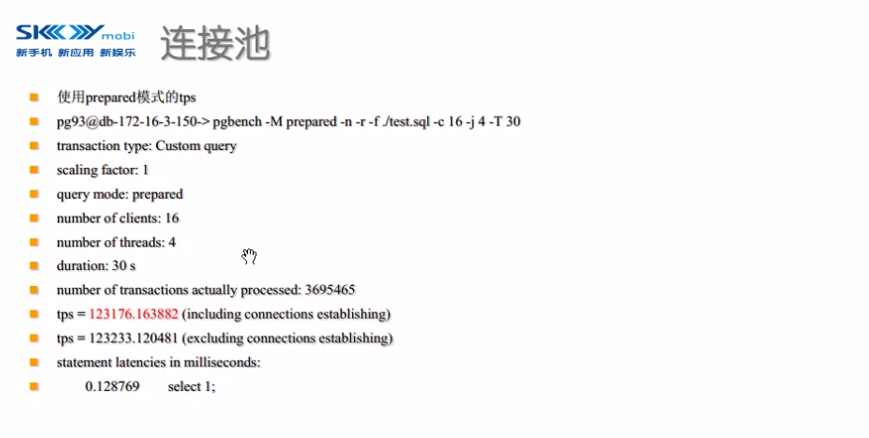 SKYmobi
新手机 新应用 新娱乐
连接池
使用prepared模式的tps
pg93@db-172-16-3-150-> pgbench -M prepared -n -r -f ./test.sql -c 16 -j 4 -T 30
transaction type: Custom query
scaling factor: 1
query mode: prepared
number of clients: 16
number of threads: 4
duration: 30 s
number of transactions actually processed: 3695465
tps = 123176.163882 (including connections establishing)
tps = 123233.120481 (excluding connections establishing)
statement latencies in milliseconds:
0.128769 select 1;